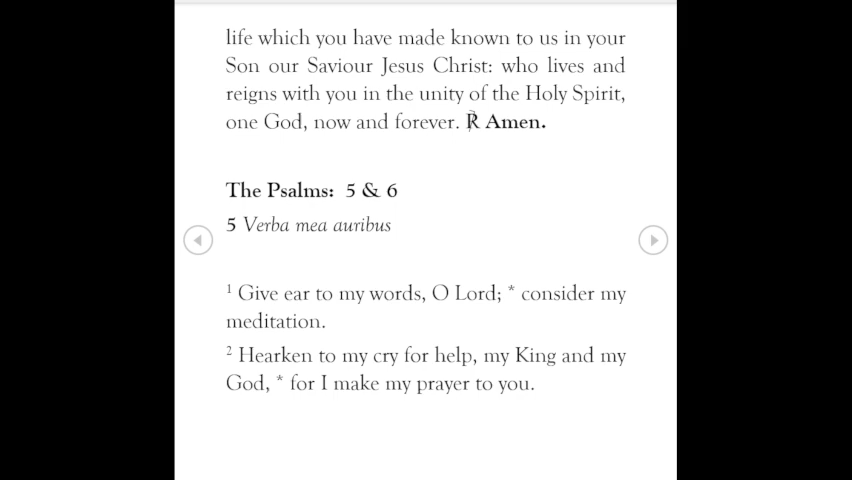 life which you have made known to us in your
Son our Saviour Jesus Christ: who lives and
reigns with you in the unity of the Holy Spirit,
one God, now and forever. ℟ Amen.
The Psalms: 5 & 6
5 Verba mea auribus
1 Give ear to my words, O Lord; * consider my
meditation.
2 Hearken to my cry for help, my King and my
God, * for I make my prayer to you.